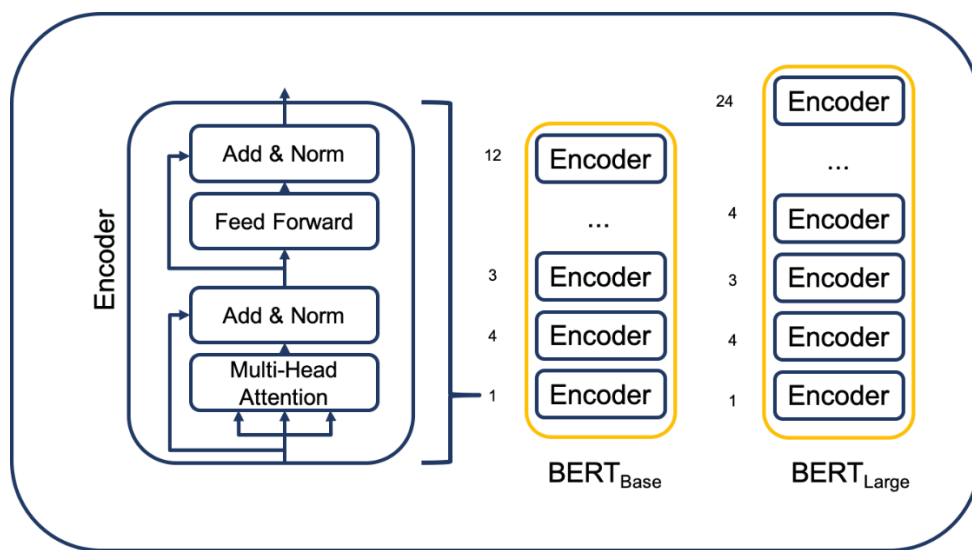 Encoder
Add & Norm
Feed Forward
Add & Norm
Multi-Head
Attention
12
Encoder
...
3
Encoder
4
Encoder
1
Encoder
BERTBase
24
Encoder
...
4
Encoder
3
Encoder
4
Encoder
1
Encoder
BERTLarge